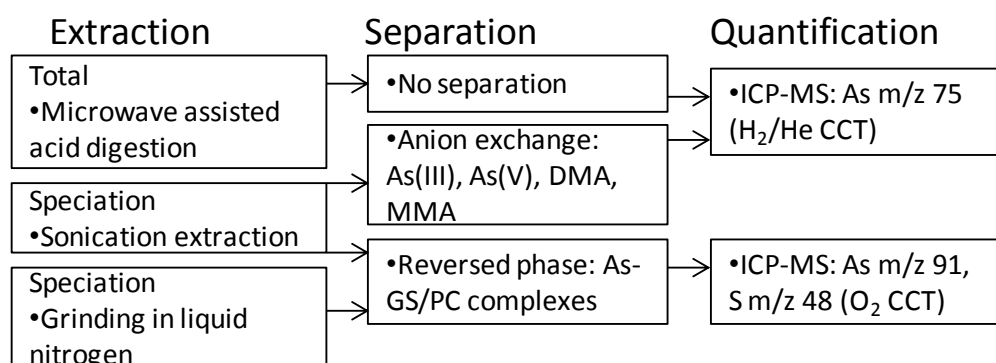 Extraction
Separation
Quantification
Total
•Microwave assisted
acid digestion
•No separation
•ICP-MS: As m/z 75
(H₂/He CCT)
•Anion exchange:
As(III), As(V), DMA,
MMA
Speciation
•Sonication extraction
•Reversed phase: As-
GS/PC complexes
•ICP-MS: As m/z 91,
S m/z 48 (O₂ CCT)
Speciation
•Grinding in liquid
nitrogen